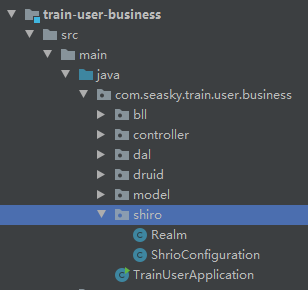 train-user-business
src
main
java
com.seasky.train.user.business
bll
controller
dal
druid
model
shiro
Realm
ShrioConfiguration
TrainUserApplication